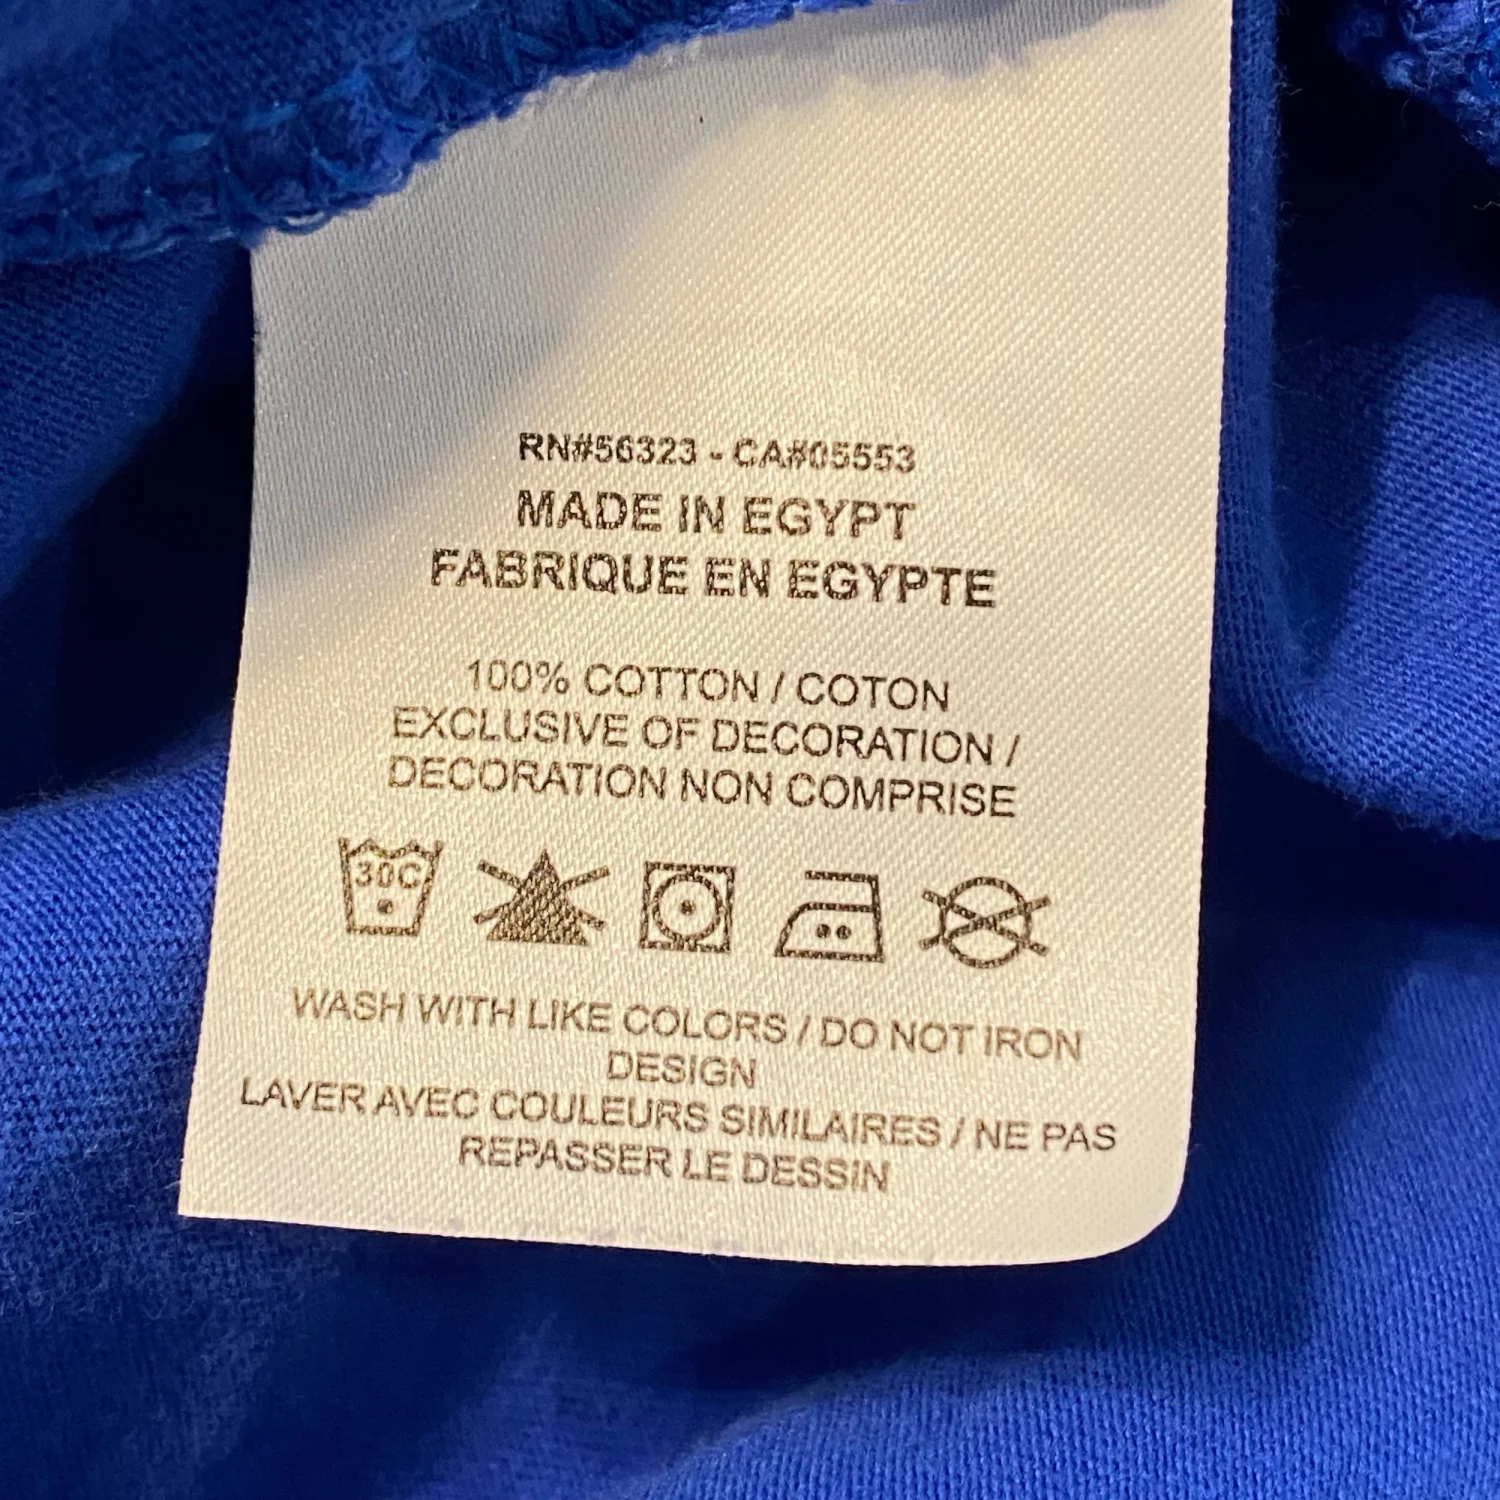 RN#56323 - CA#05553
MADE IN EGYPT
FABRIQUE EN EGYPTE
100% COTTON / COTON
EXCLUSIVE OF DECORATION /
DECORATION NON COMPRISE
30C
WASH WITH LIKE COLORS / DO NOT IRON
DESIGN
LAVER AVEC COULEURS SIMILAIRES / NE PAS
REPASSER LE DESSIN